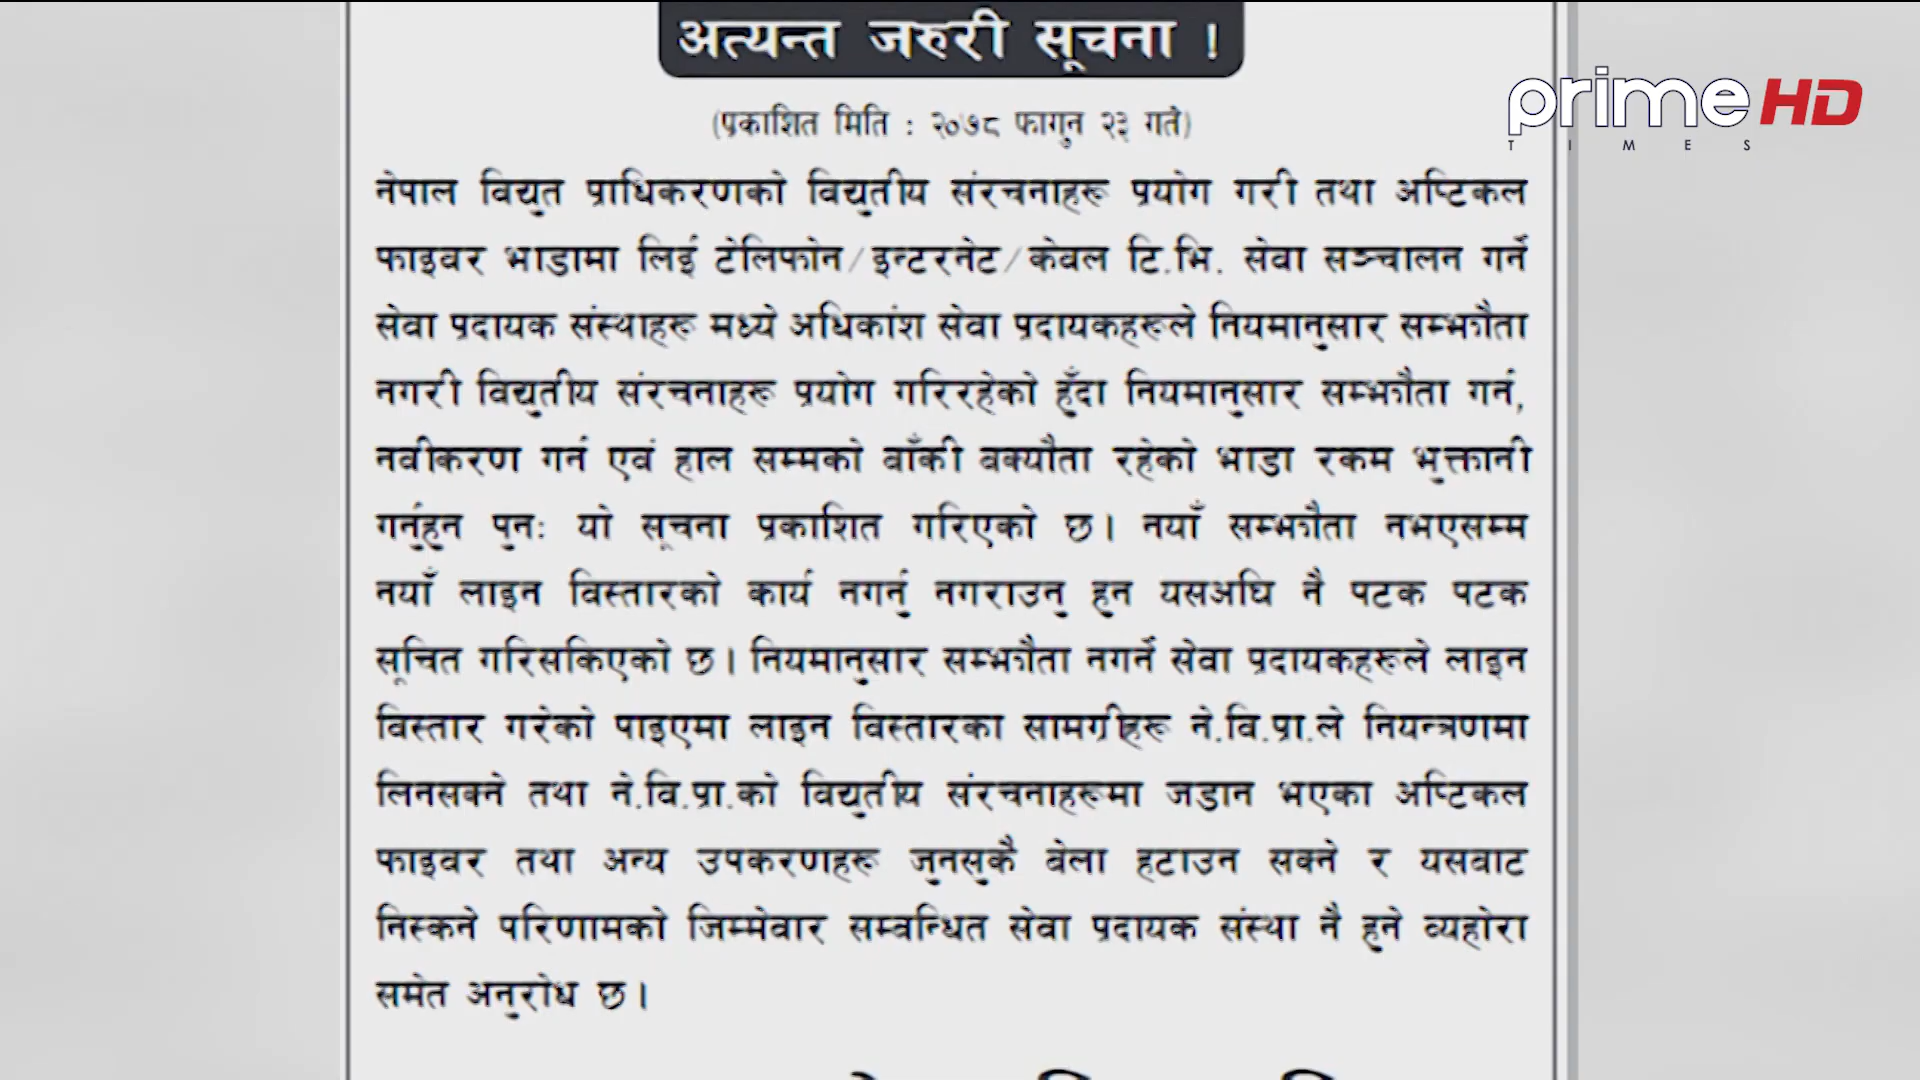 अत्यन्त जरुरी सूचना !
(प्रकाशित मिति : २०७८ फागुन २३ गते)
prime HD
TIMES
नेपाल विद्युत प्राधिकरणको विद्युतीय संरचनाहरू प्रयोग गरी तथा अप्टिकल
फाइवर भाडामा लिई टेलिफोन/इन्टरनेट/केवल टि.भि. सेवा सञ्चालन गर्ने
सेवा प्रदायक संस्थाहरू मध्ये अधिकांश सेवा प्रदायकहरूले नियमानुसार सम्झौता
नगरी विद्युतीय संरचनाहरू प्रयोग गरिरहेको हुँदा नियमानुसार सम्झौता गर्न,
नवीकरण गर्न एवं हाल सम्मको बाँकी बक्यौता रहेको भाडा रकम भुक्तानी
गर्नुहुन पुनः यो सूचना प्रकाशित गरिएको छ। नयाँ सम्झौता नभएसम्म
नयाँ लाइन विस्तारको कार्य नगर्नु नगराउनु हुन यसअघि नै पटक पटक
सूचित गरिसकिएको छ। नियमानुसार सम्झौता नगर्ने सेवा प्रदायकहरूले लाइन
विस्तार गरेको पाइएमा लाइन विस्तारका सामग्रीहरू ने.वि.प्रा.ले नियन्त्रणमा
लिनसक्ने तथा ने.वि.प्रा.को विद्युतीय संरचनाहरूमा जडान भएका अप्टिकल
फाइवर तथा अन्य उपकरणहरू जुनसुकै बेला हटाउन सक्ने र यसबाट
निस्कने परिणामको जिम्मेवार सम्बन्धित सेवा प्रदायक संस्था नै हुने व्यहोरा
समेत अनुरोध छ।